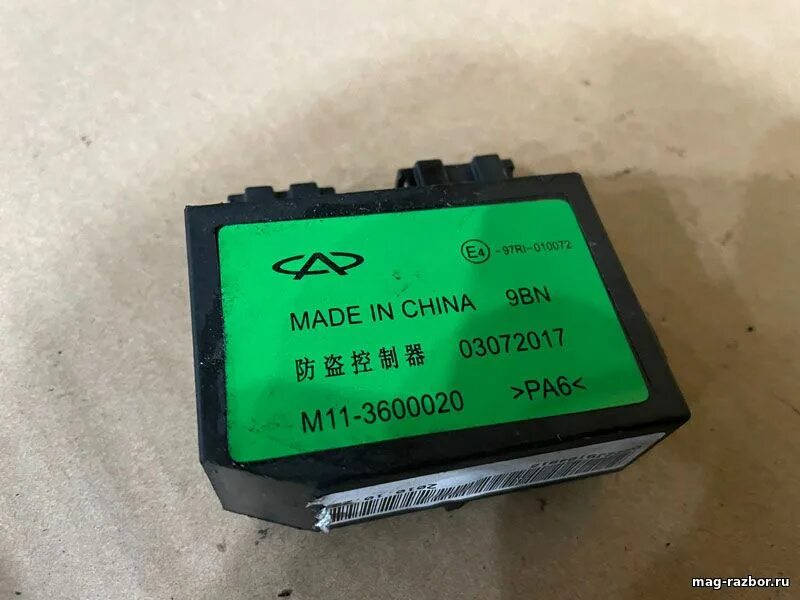 E4 -97RI-010072
MADE IN CHINA 9BN
防盗控制器 03072017
M11-3600020 >PA6<
mag-razbor.ru